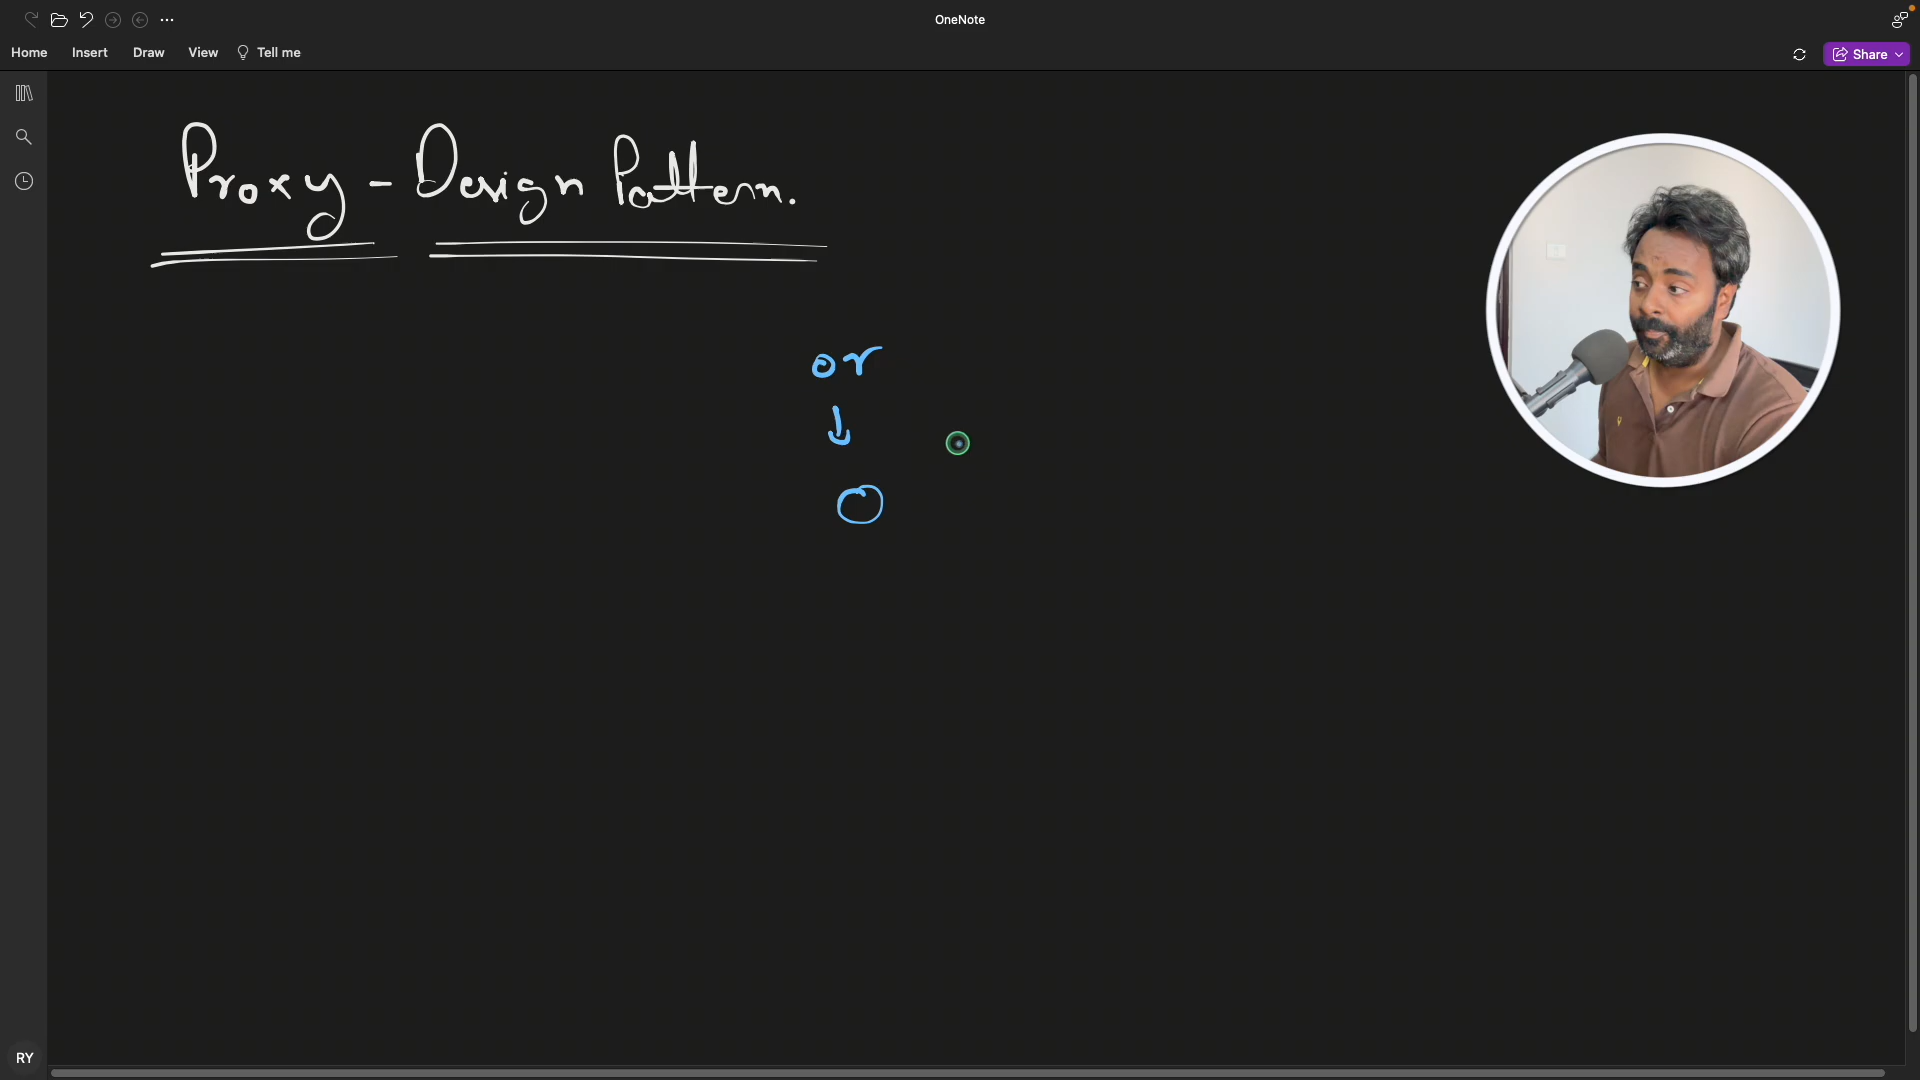 OneNote
Home Insert Draw View Tell me
Share
Proxy - Design Pattern.
or
RY